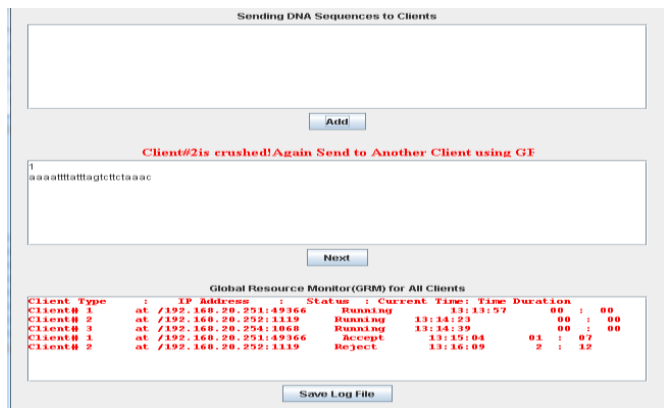 Sending DNA Sequences to Clients
Add
Client#2is crushed!Again Send to Another Client using GF
1
aaaattttatttagtcttctaaac
Next
Global Resource Monitor(GRM) for All Clients
Client Type : IP Address : Status : Current Time: Time Duration
Client# 1 at /192.168.20.251:49366 Running 13:13:57 00 : 00
Client# 2 at /192.168.20.252:1119 Running 13:14:23 00 : 00
Client# 3 at /192.168.20.254:1068 Running 13:14:39 00 : 00
Client# 1 at /192.168.20.251:49366 Accept 13:15:04 01 : 07
Client# 2 at /192.168.20.252:1119 Reject 13:16:09 2 : 12
Save Log File